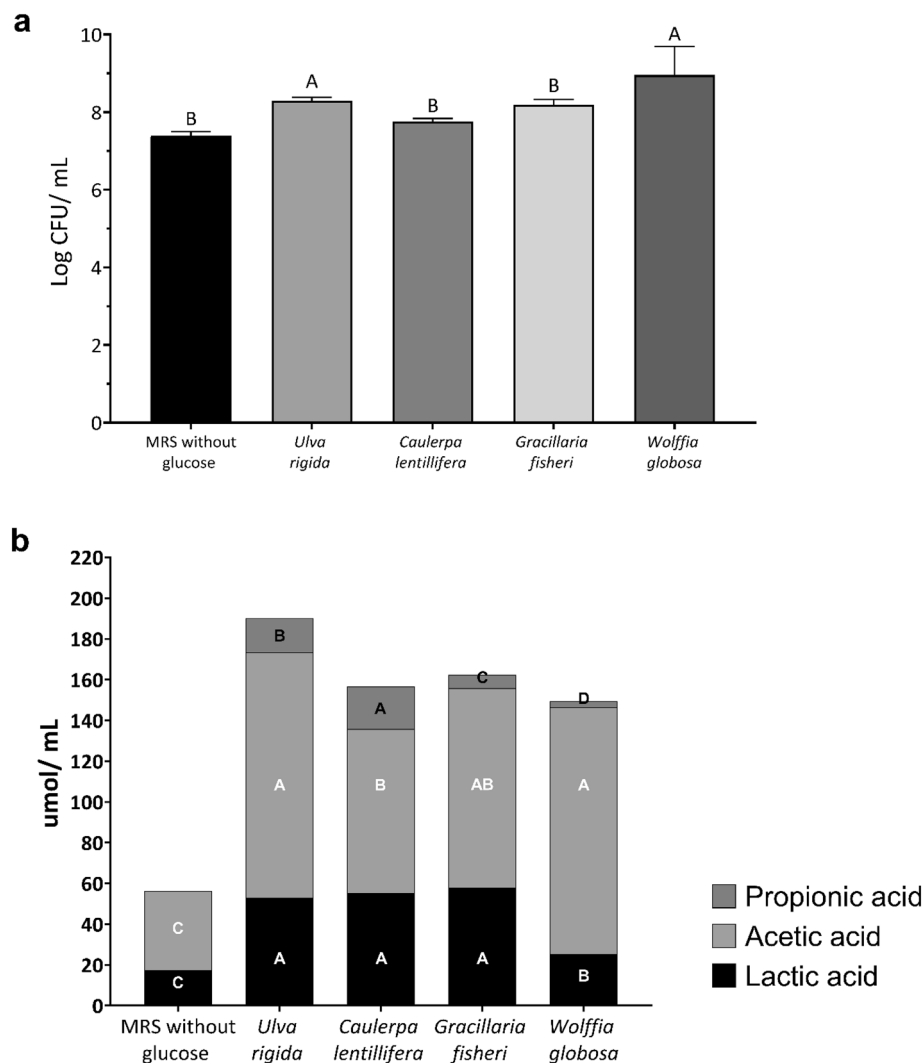 a
10
8
6
4
2
0
Log CFU/ mL
B
A
B
B
A
MRS without
glucose
Ulva
rigida
Caulerpa
lentillifera
Gracillaria
fisheri
Wolffia
globosa
b
220
200
180
160
140
120
100
80
60
40
20
0
umol/ mL
C
C
B
A
A
A
B
A
C
AB
A
D
A
B
MRS without
glucose
Ulva
rigida
Caulerpa
lentillifera
Gracillaria
fisheri
Wolffia
globosa
Propionic acid
Acetic acid
Lactic acid